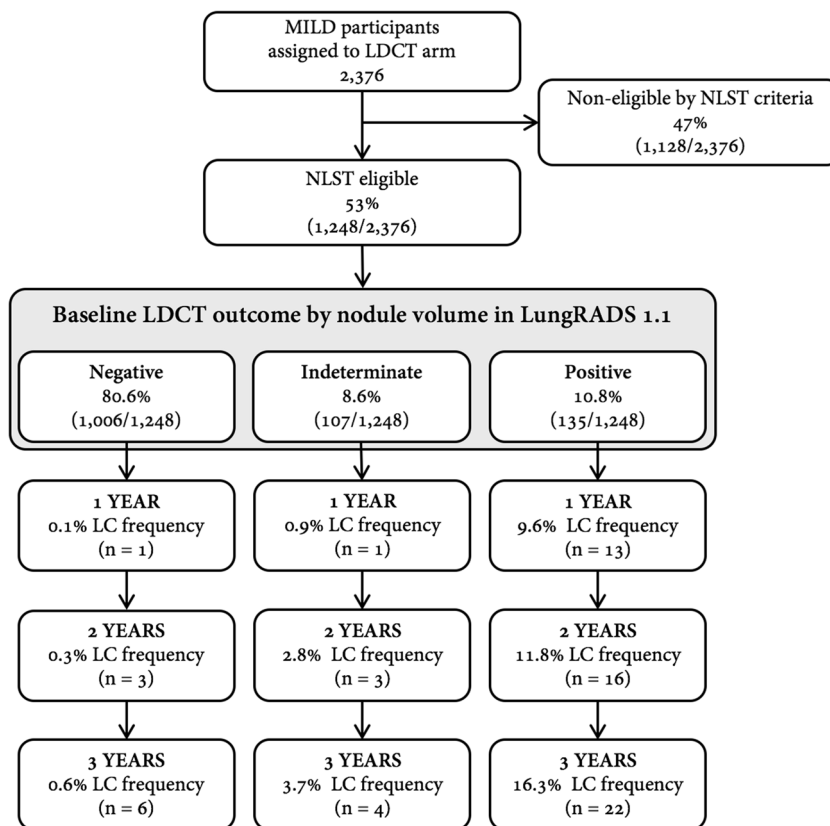 MILD participants
assigned to LDCT arm
2,376
Non-eligible by NLST criteria
47%
(1,128/2,376)
NLST eligible
53%
(1,248/2,376)
Baseline LDCT outcome by nodule volume in LungRADS 1.1
Negative
80.6%
(1,006/1,248)
Indeterminate
8.6%
(107/1,248)
Positive
10.8%
(135/1,248)
1 YEAR
0.1% LC frequency
(n = 1)
1 YEAR
0.9% LC frequency
(n = 1)
1 YEAR
9.6% LC frequency
(n = 13)
2 YEARS
0.3% LC frequency
(n = 3)
2 YEARS
2.8% LC frequency
(n = 3)
2 YEARS
11.8% LC frequency
(n = 16)
3 YEARS
0.6% LC frequency
(n = 6)
3 YEARS
3.7% LC frequency
(n = 4)
3 YEARS
16.3% LC frequency
(n = 22)